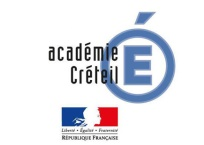 académie
Créteil
É
Liberté • Égalité • Fraternité
RÉPUBLIQUE FRANÇAISE